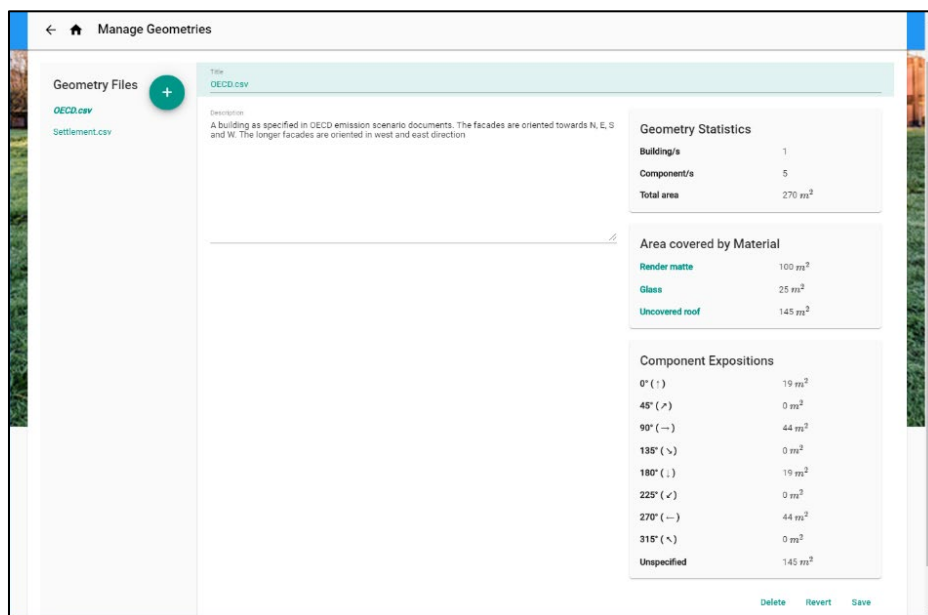 Manage Geometries
Geometry Files
+
OECD.csv
Settlement.csv
Title
OECD.csv
Description
A building as specified in OECD emission scenario documents. The facades are oriented towards N, E, S
and W. The longer facades are oriented in west and east direction
Geometry Statistics
Building/s 1
Component/s 5
Total area 270 m²
Area covered by Material
Render matte 100 m²
Glass 25 m²
Uncovered roof 145 m²
Component Expositions
0° (↑) 19 m²
45° (↗) 0 m²
90° (→) 44 m²
135° (↘) 0 m²
180° (↓) 19 m²
225° (↙) 0 m²
270° (←) 44 m²
315° (↖) 0 m²
Unspecified 145 m²
Delete Revert Save